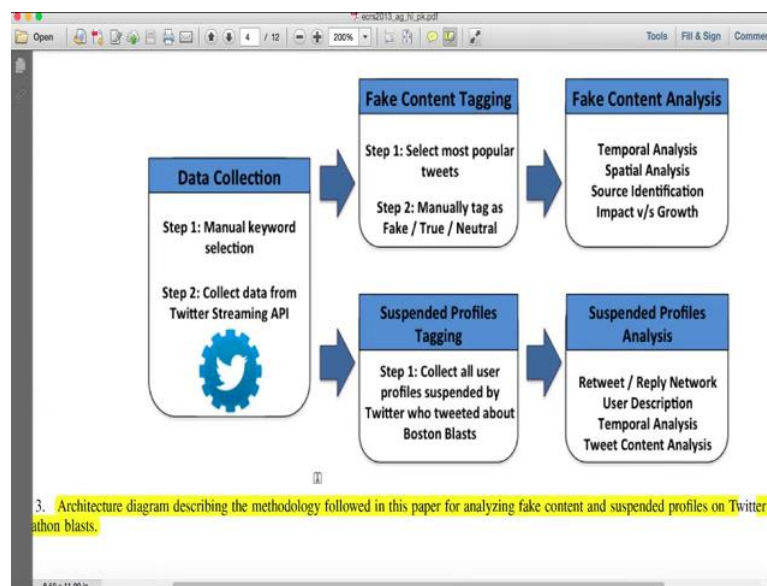 ecrs2013_ag_hl_pk.pdf
Open
4 / 12
200%
Tools
Fill & Sign
Commen
Data Collection
Step 1: Manual keyword
selection
Step 2: Collect data from
Twitter Streaming API
Fake Content Tagging
Step 1: Select most popular
tweets
Step 2: Manually tag as
Fake / True / Neutral
Fake Content Analysis
Temporal Analysis
Spatial Analysis
Source Identification
Impact v/s Growth
Suspended Profiles
Tagging
Step 1: Collect all user
profiles suspended by
Twitter who tweeted about
Boston Blasts
Suspended Profiles
Analysis
Retweet / Reply Network
User Description
Temporal Analysis
Tweet Content Analysis
3. Architecture diagram describing the methodology followed in this paper for analyzing fake content and suspended profiles on Twitter
athon blasts.